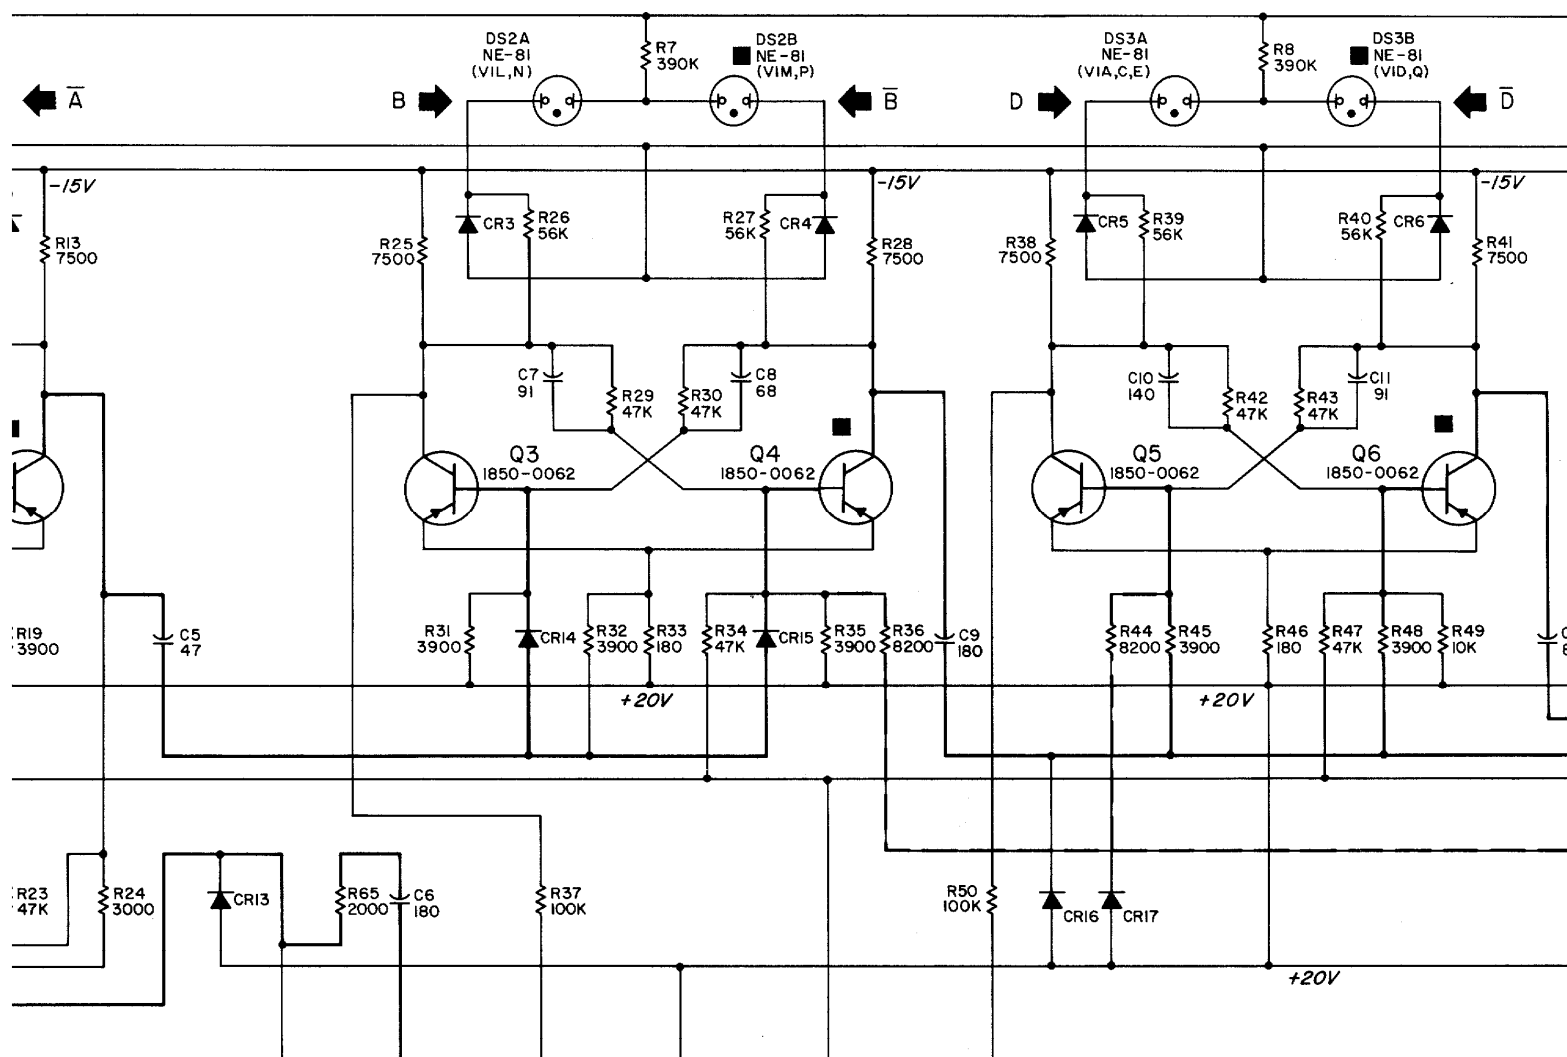 DS2A
NE-81
(VIL,N)
R7
390K
DS2B
NE-81
(VIM,P)
DS3A
NE-81
(VIA,C,E)
R8
390K
DS3B
NE-81
(VID,Q)
A̅
B
B̅
D
D̅
-15V
-15V
-15V
R13
7500
R25
7500
CR3
R26
56K
R27
56K
CR4
R28
7500
R38
7500
CR5
R39
56K
R40
56K
CR6
R41
7500
C7
91
R29
47K
R30
47K
C8
68
C10
140
R42
47K
R43
47K
C11
91
Q3
1850-0062
Q4
1850-0062
Q5
1850-0062
Q6
1850-0062
R19
3900
C5
47
R31
3900
CR14
R32
3900
R33
180
R34
47K
CR15
R35
3900
R36
8200
C9
180
R44
8200
R45
3900
R46
180
R47
47K
R48
3900
R49
10K
+20V
+20V
R23
47K
R24
3000
CR13
R65
2000
C6
180
R37
100K
R50
100K
CR16
CR17
+20V